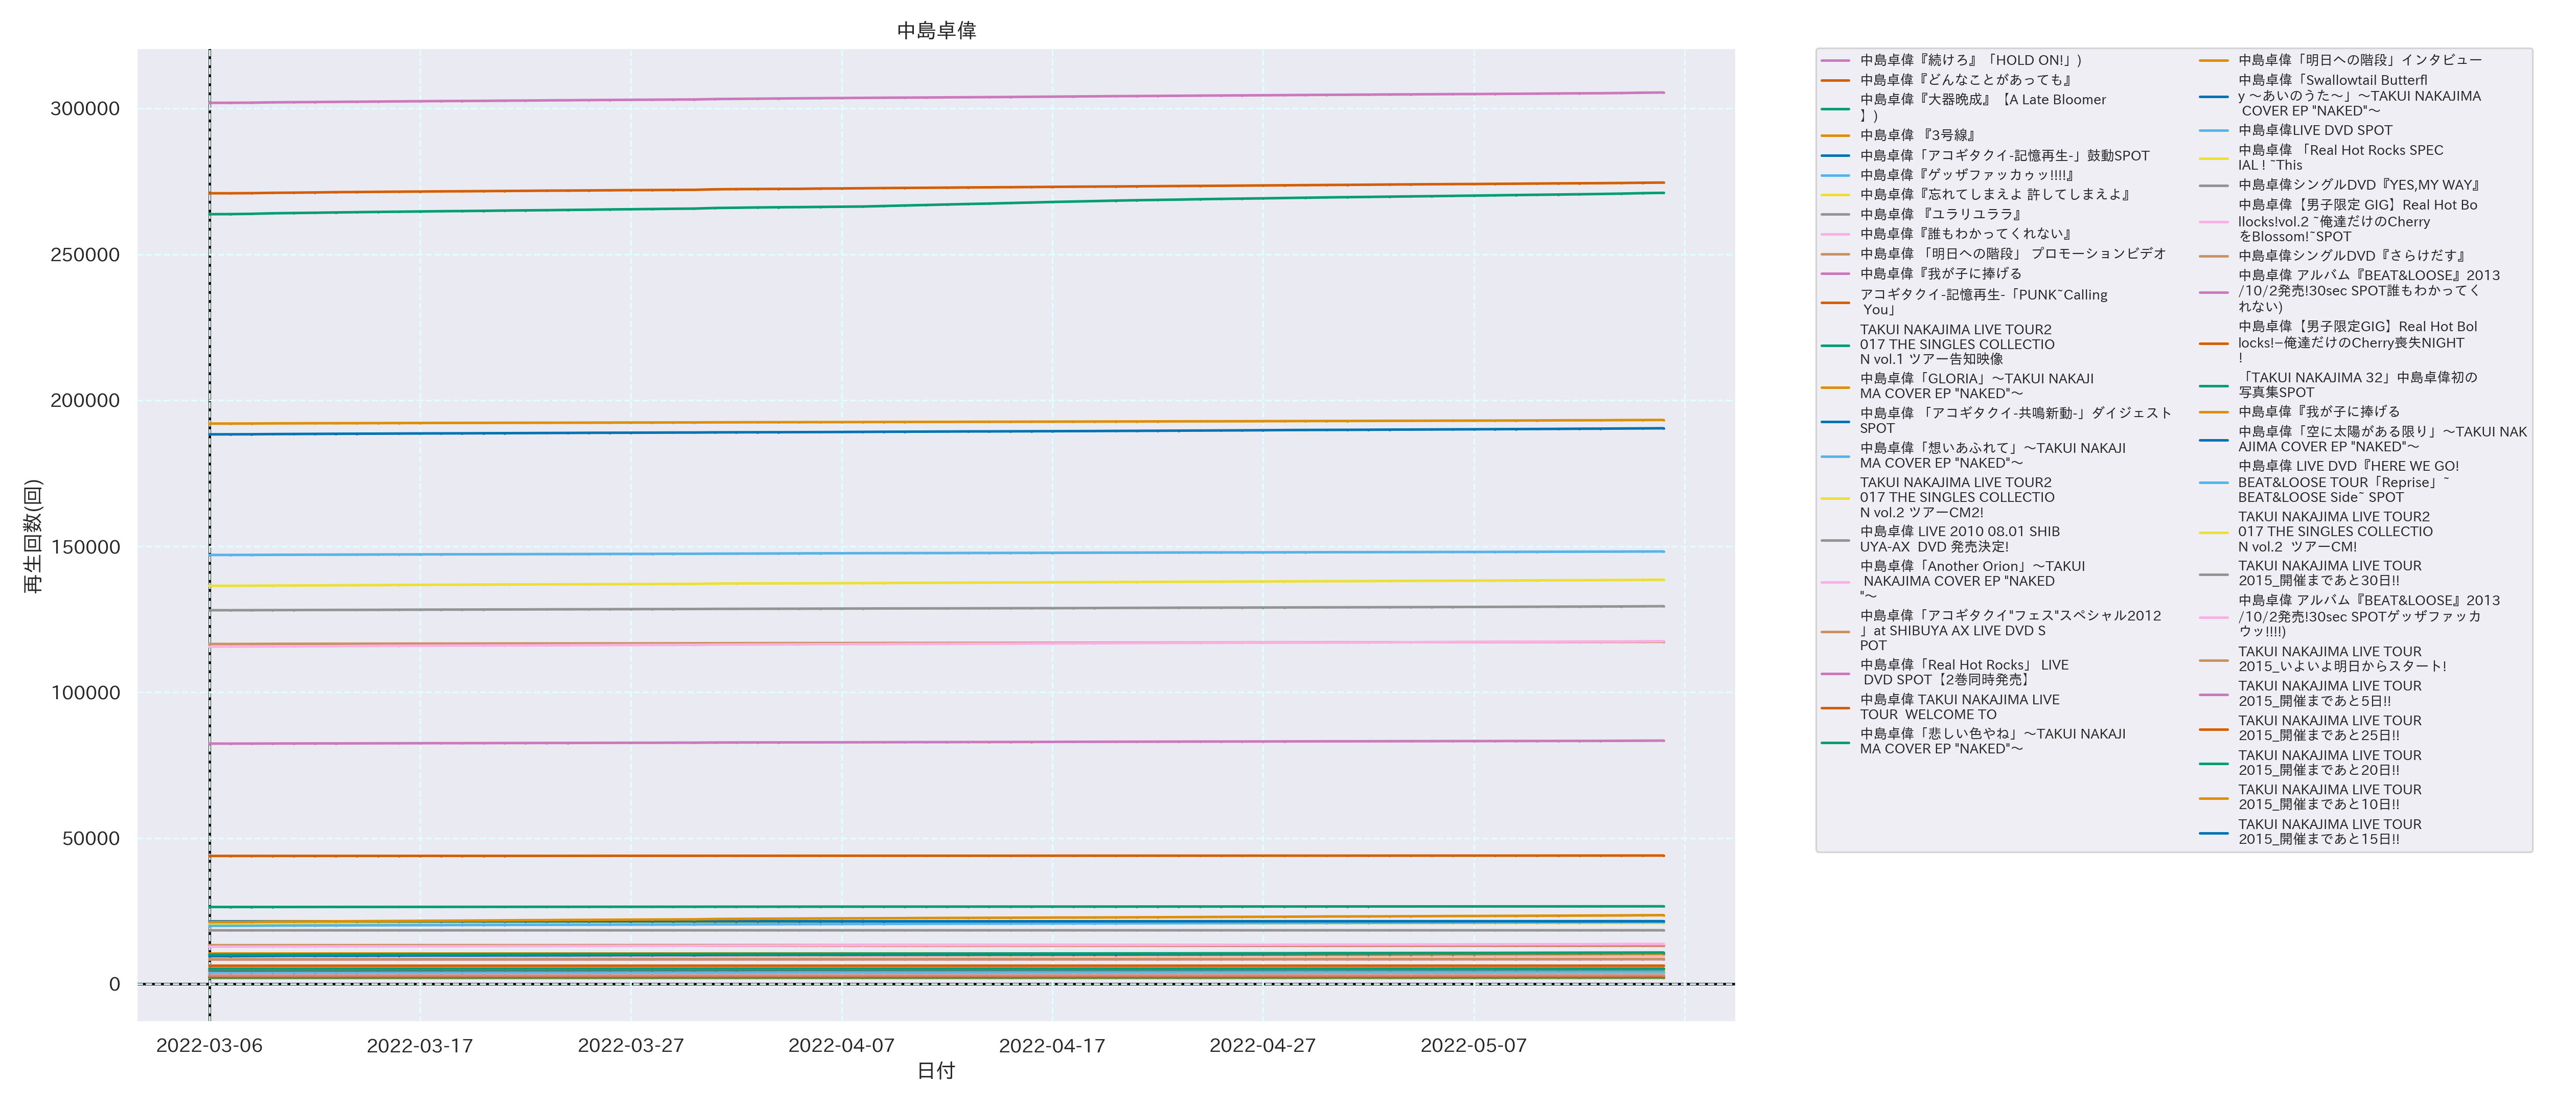 中島卓偉
300000
250000
200000
150000
100000
50000
0
再生回数(回)
2022-03-06
2022-03-17
2022-03-27
2022-04-07
2022-04-17
2022-04-27
2022-05-07
日付
中島卓偉『続けろ』「HOLD ON!」)
中島卓偉『どんなことがあっても』
中島卓偉『大器晩成』【A Late Bloomer
】)
中島卓偉 『3号線』
中島卓偉「アコギタクイ-記憶再生-」鼓動SPOT
中島卓偉『ゲッザファッカゥッ!!!!』
中島卓偉『忘れてしまえよ 許してしまえよ』
中島卓偉 『ユラリユララ』
中島卓偉『誰もわかってくれない』
中島卓偉 「明日への階段」 プロモーションビデオ
中島卓偉『我が子に捧げる
アコギタクイ-記憶再生-「PUNK~Calling
You」
TAKUI NAKAJIMA LIVE TOUR2
017 THE SINGLES COLLECTIO
N vol.1 ツアー告知映像
中島卓偉「GLORIA」〜TAKUI NAKAJI
MA COVER EP "NAKED"〜
中島卓偉 「アコギタクイ-共鳴新動-」ダイジェスト
SPOT
中島卓偉「想いあふれて」〜TAKUI NAKAJI
MA COVER EP "NAKED"〜
TAKUI NAKAJIMA LIVE TOUR2
017 THE SINGLES COLLECTIO
N vol.2 ツアーCM2!
中島卓偉 LIVE 2010 08.01 SHIB
UYA-AX  DVD 発売決定!
中島卓偉「Another Orion」〜TAKUI
NAKAJIMA COVER EP "NAKED
"〜
中島卓偉「アコギタクイ"フェス"スペシャル2012
」at SHIBUYA AX LIVE DVD S
POT
中島卓偉「Real Hot Rocks」 LIVE
DVD SPOT【2巻同時発売】
中島卓偉 TAKUI NAKAJIMA LIVE
TOUR  WELCOME TO
中島卓偉「悲しい色やね」〜TAKUI NAKAJI
MA COVER EP "NAKED"〜
中島卓偉「明日への階段」インタビュー
中島卓偉「Swallowtail Butterfl
y 〜あいのうた〜」〜TAKUI NAKAJIMA
COVER EP "NAKED"〜
中島卓偉LIVE DVD SPOT
中島卓偉 「Real Hot Rocks SPEC
IAL ! ~This
中島卓偉シングルDVD『YES,MY WAY』
中島卓偉【男子限定 GIG】Real Hot Bo
llocks!vol.2 ~俺達だけのCherry
をBlossom!~SPOT
中島卓偉シングルDVD『さらけだす』
中島卓偉 アルバム『BEAT&LOOSE』2013
/10/2発売!30sec SPOT誰もわかってく
れない)
中島卓偉【男子限定GIG】Real Hot Bol
locks!−俺達だけのCherry喪失NIGHT
!
「TAKUI NAKAJIMA 32」中島卓偉初の
写真集SPOT
中島卓偉『我が子に捧げる
中島卓偉「空に太陽がある限り」〜TAKUI NAK
AJIMA COVER EP "NAKED"〜
中島卓偉 LIVE DVD『HERE WE GO!
BEAT&LOOSE TOUR「Reprise」~
BEAT&LOOSE Side~ SPOT
TAKUI NAKAJIMA LIVE TOUR2
017 THE SINGLES COLLECTIO
N vol.2  ツアーCM!
TAKUI NAKAJIMA LIVE TOUR
2015_開催まであと30日!!
中島卓偉 アルバム『BEAT&LOOSE』2013
/10/2発売!30sec SPOTゲッザファッカ
ウッ!!!!)
TAKUI NAKAJIMA LIVE TOUR
2015_いよいよ明日からスタート!
TAKUI NAKAJIMA LIVE TOUR
2015_開催まであと5日!!
TAKUI NAKAJIMA LIVE TOUR
2015_開催まであと25日!!
TAKUI NAKAJIMA LIVE TOUR
2015_開催まであと20日!!
TAKUI NAKAJIMA LIVE TOUR
2015_開催まであと10日!!
TAKUI NAKAJIMA LIVE TOUR
2015_開催まであと15日!!